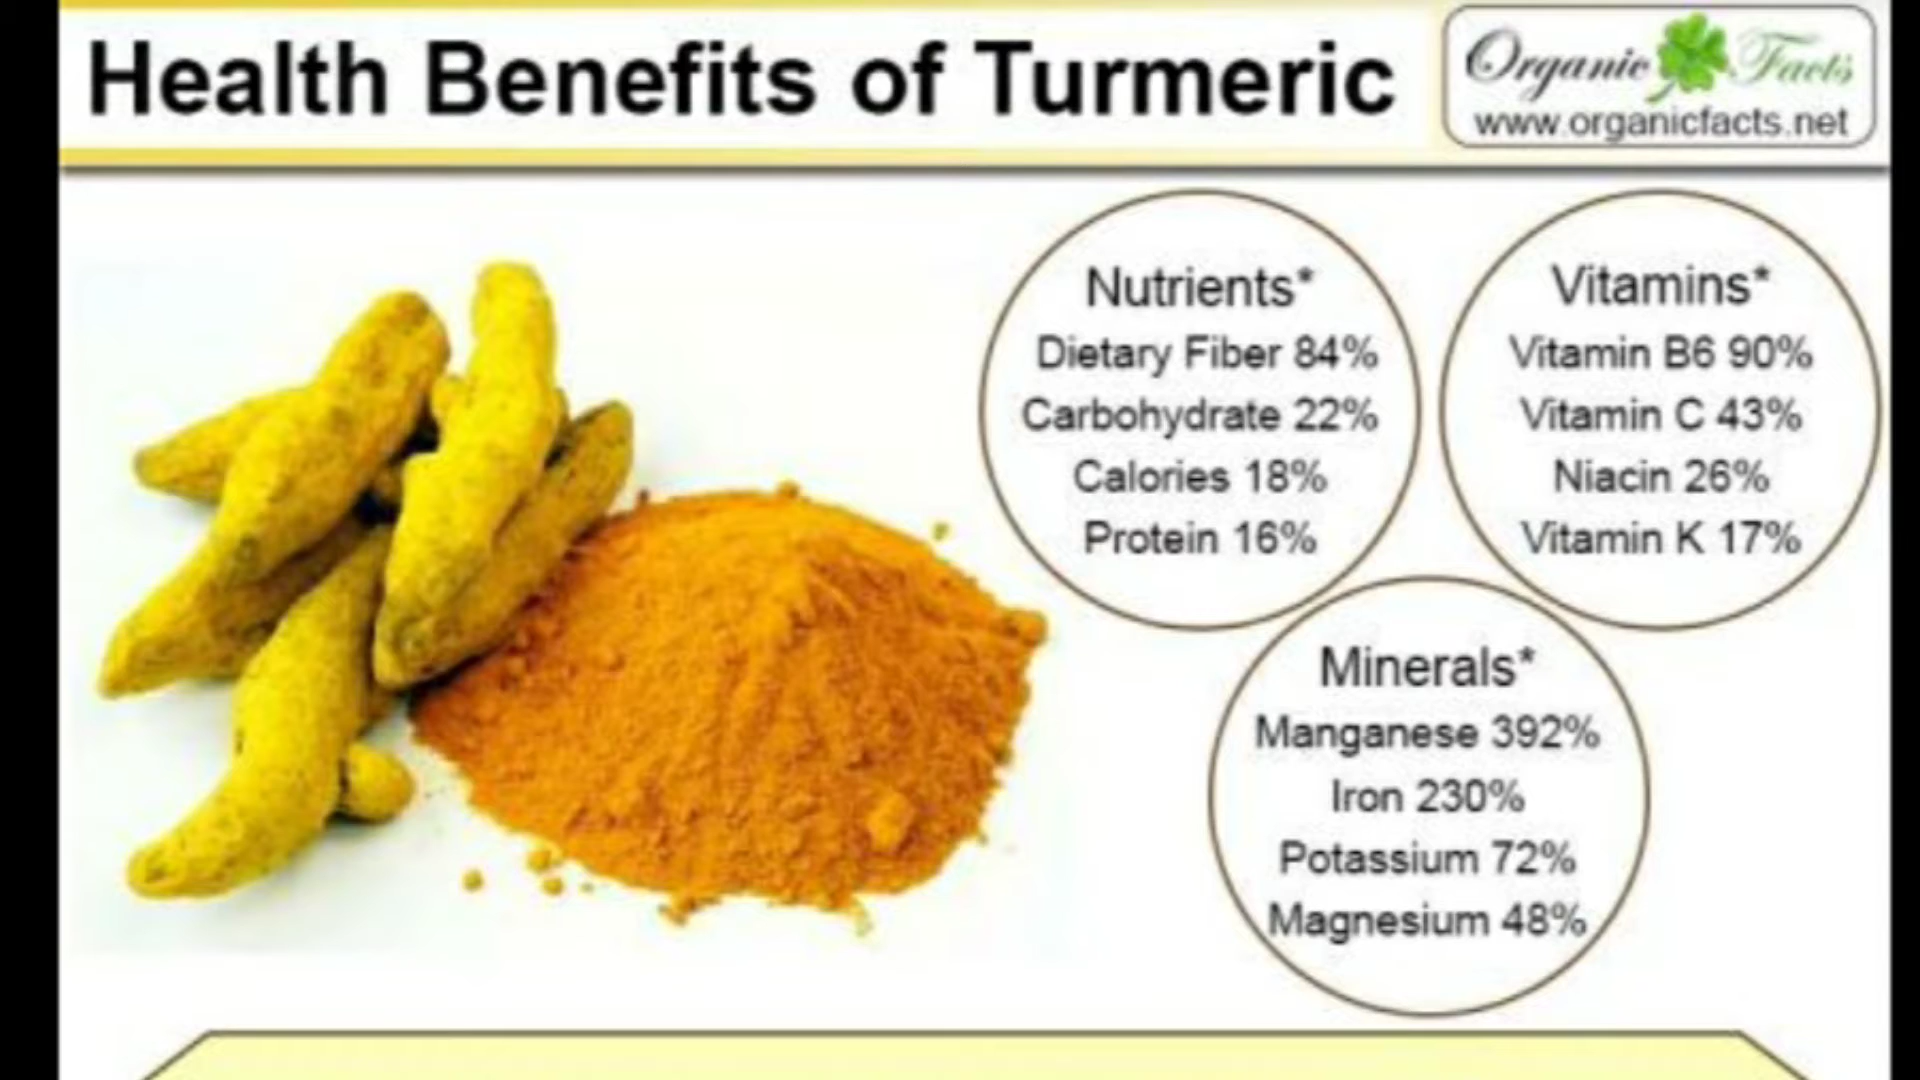 Health Benefits of Turmeric
Organic Facts
www.organicfacts.net
Nutrients*
Dietary Fiber 84%
Carbohydrate 22%
Calories 18%
Protein 16%
Vitamins*
Vitamin B6 90%
Vitamin C 43%
Niacin 26%
Vitamin K 17%
Minerals*
Manganese 392%
Iron 230%
Potassium 72%
Magnesium 48%